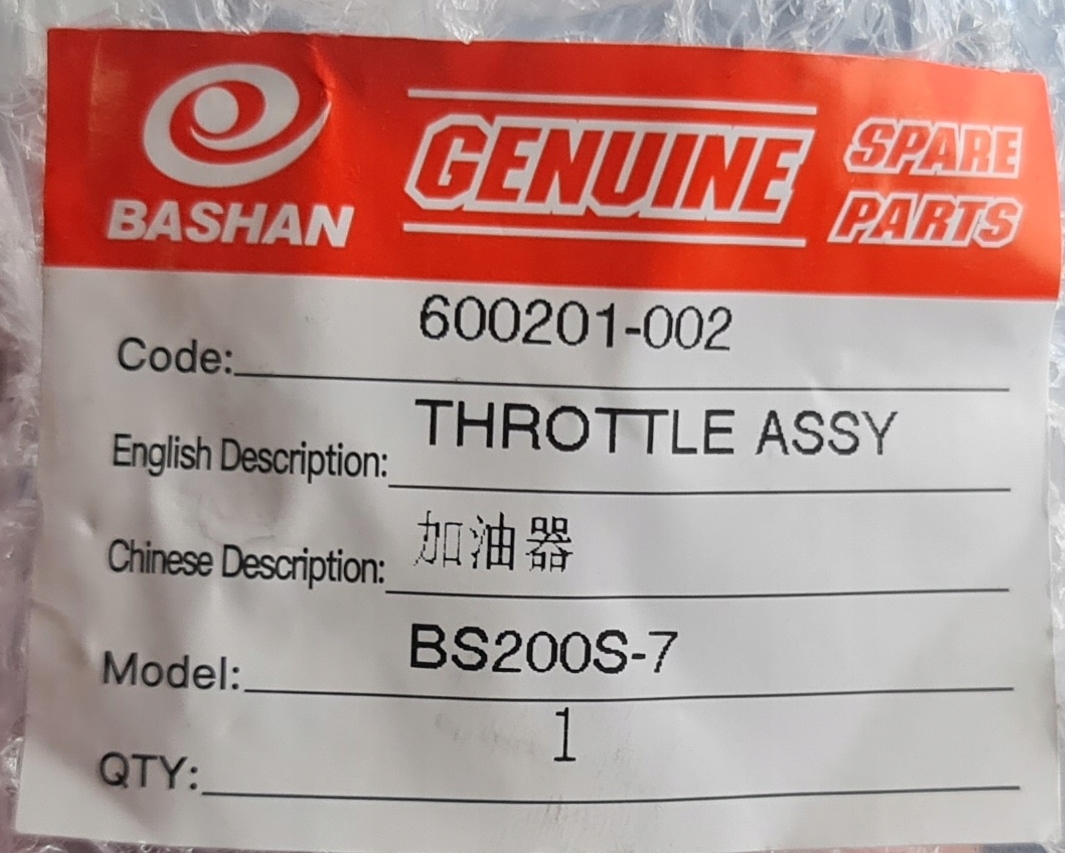 BASHAN
GENUINE
SPARE
PARTS
Code: 600201-002
English Description: THROTTLE ASSY
Chinese Description: 加油器
Model: BS200S-7
QTY: 1